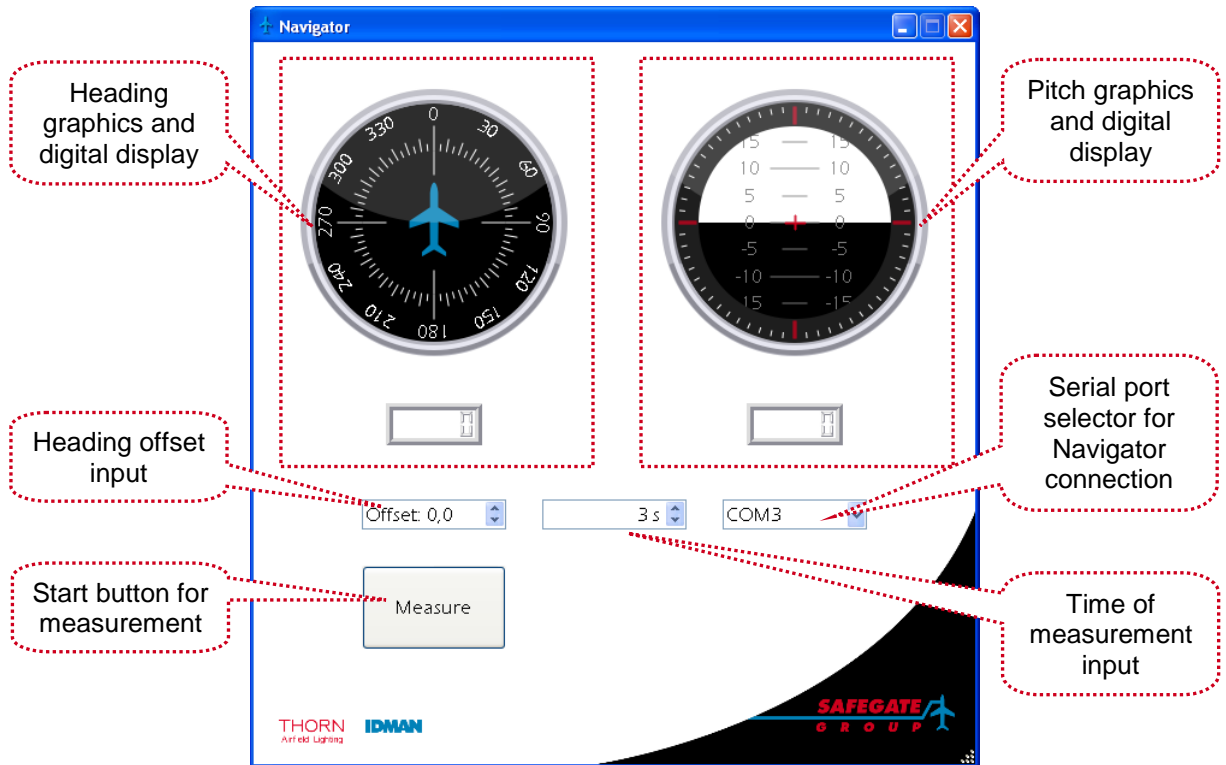 Navigator
Heading
graphics and
digital display
Pitch graphics
and digital
display
0
30
60
90
120
150
180
210
240
270
300
330
15 15
10 10
5 5
0 0
-5 -5
-10 -10
-15 -15
0
0
Heading offset
input
Serial port
selector for
Navigator
connection
Offset: 0,0
3 s
COM3
Start button for
measurement
Measure
Time of
measurement
input
THORN
Airfield Lighting
IDMAN
SAFEGATE
GROUP